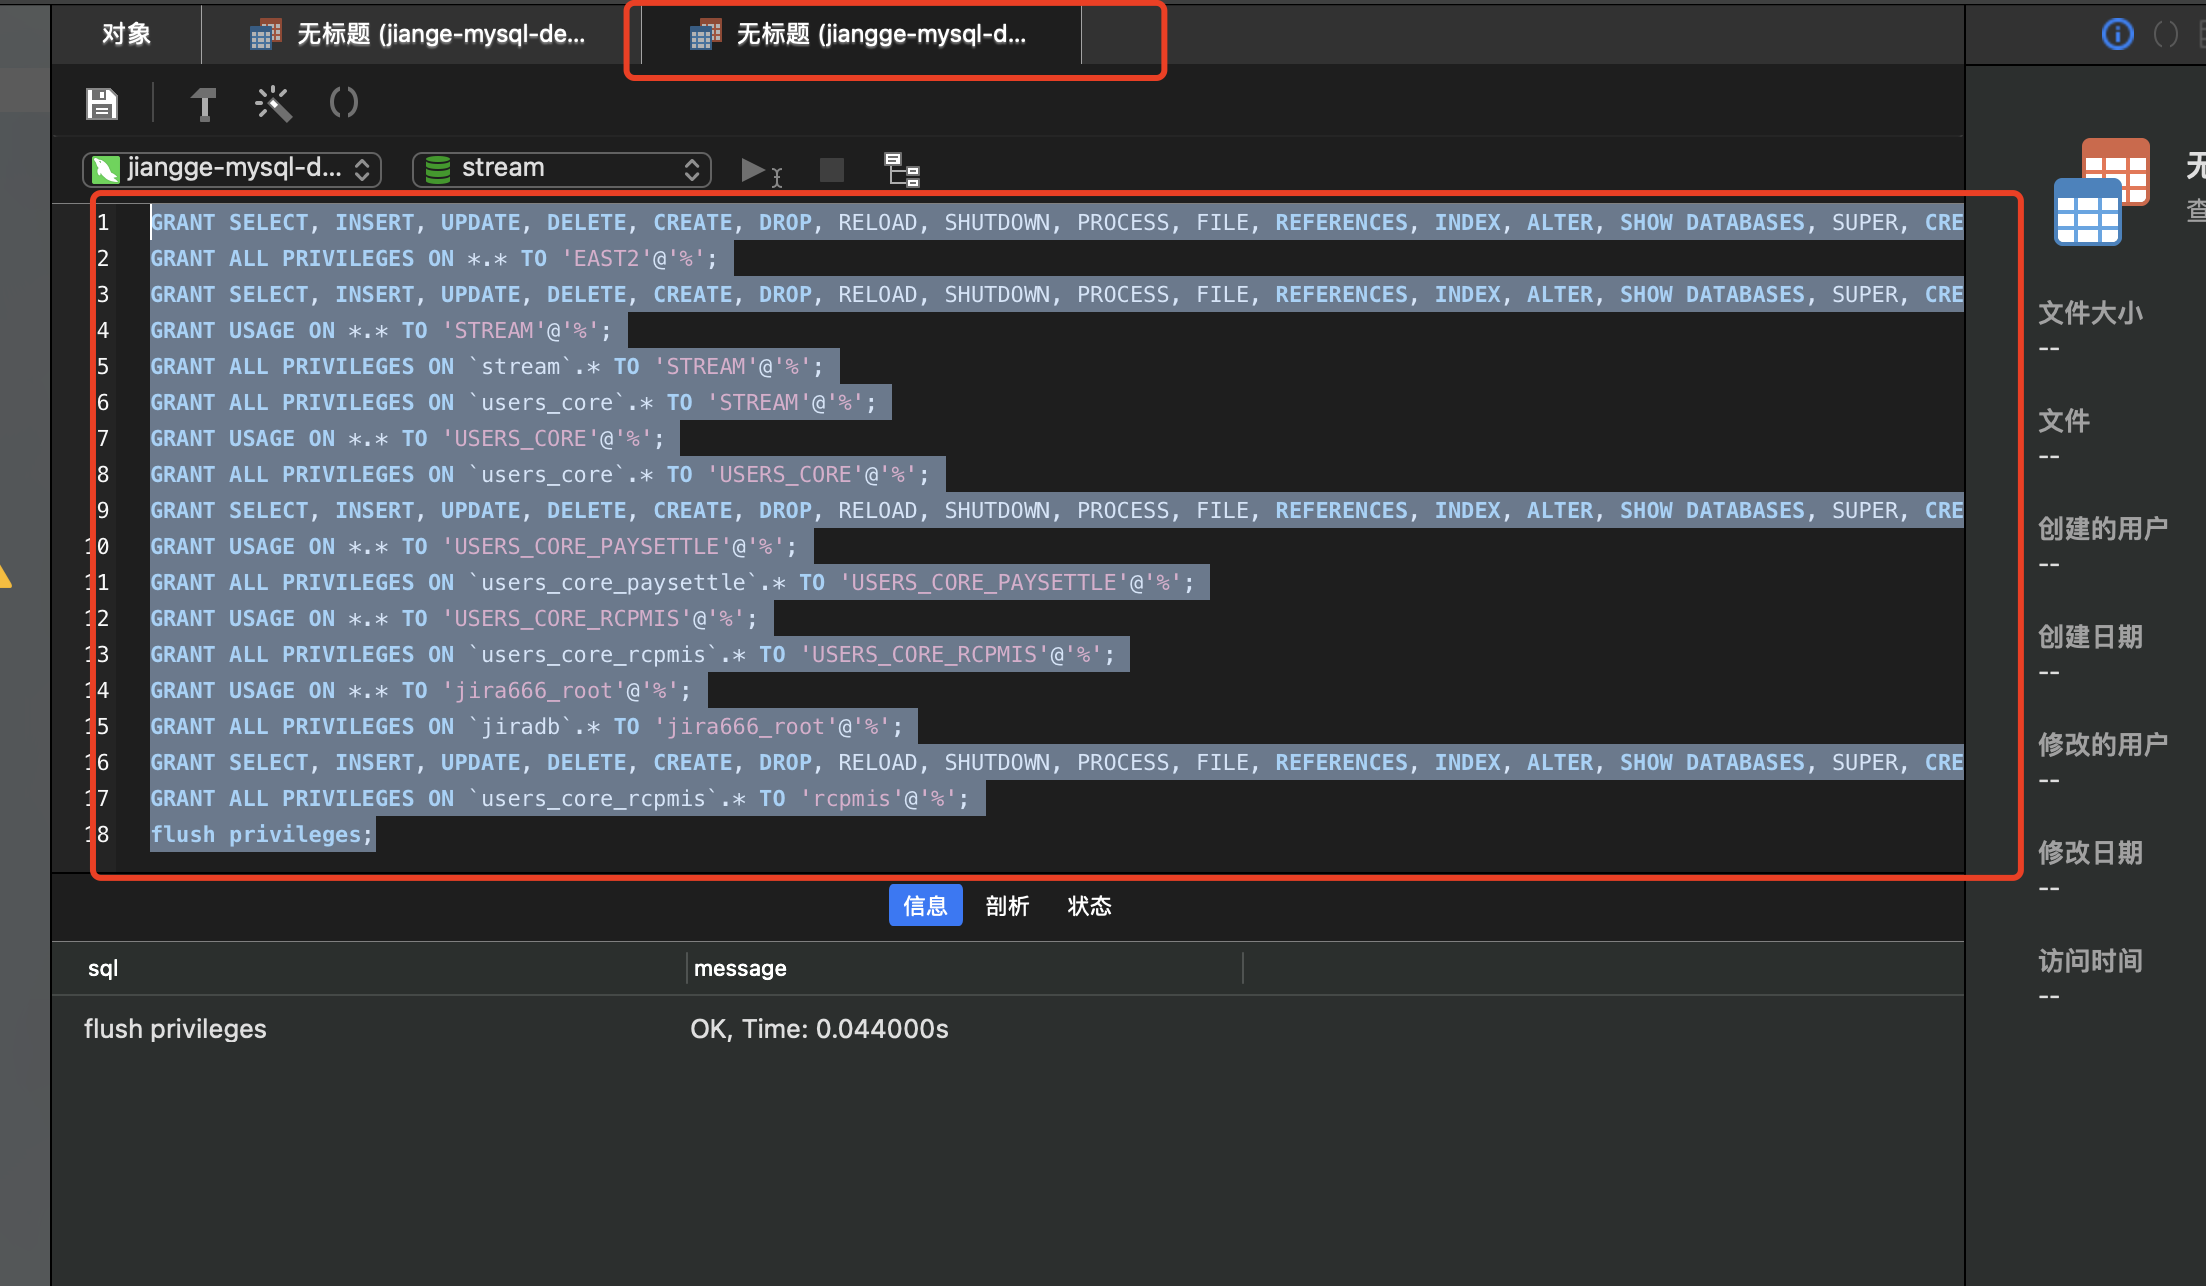 对象
无标题 (jiange-mysql-de...
无标题 (jiangge-mysql-d...
jiangge-mysql-d...
stream
1 GRANT SELECT, INSERT, UPDATE, DELETE, CREATE, DROP, RELOAD, SHUTDOWN, PROCESS, FILE, REFERENCES, INDEX, ALTER, SHOW DATABASES, SUPER, CRE
2 GRANT ALL PRIVILEGES ON *.* TO 'EAST2'@'%';
3 GRANT SELECT, INSERT, UPDATE, DELETE, CREATE, DROP, RELOAD, SHUTDOWN, PROCESS, FILE, REFERENCES, INDEX, ALTER, SHOW DATABASES, SUPER, CRE
4 GRANT USAGE ON *.* TO 'STREAM'@'%';
5 GRANT ALL PRIVILEGES ON `stream`.* TO 'STREAM'@'%';
6 GRANT ALL PRIVILEGES ON `users_core`.* TO 'STREAM'@'%';
7 GRANT USAGE ON *.* TO 'USERS_CORE'@'%';
8 GRANT ALL PRIVILEGES ON `users_core`.* TO 'USERS_CORE'@'%';
9 GRANT SELECT, INSERT, UPDATE, DELETE, CREATE, DROP, RELOAD, SHUTDOWN, PROCESS, FILE, REFERENCES, INDEX, ALTER, SHOW DATABASES, SUPER, CRE
10 GRANT USAGE ON *.* TO 'USERS_CORE_PAYSETTLE'@'%';
11 GRANT ALL PRIVILEGES ON `users_core_paysettle`.* TO 'USERS_CORE_PAYSETTLE'@'%';
12 GRANT USAGE ON *.* TO 'USERS_CORE_RCPMIS'@'%';
13 GRANT ALL PRIVILEGES ON `users_core_rcpmis`.* TO 'USERS_CORE_RCPMIS'@'%';
14 GRANT USAGE ON *.* TO 'jira666_root'@'%';
15 GRANT ALL PRIVILEGES ON `jiradb`.* TO 'jira666_root'@'%';
16 GRANT SELECT, INSERT, UPDATE, DELETE, CREATE, DROP, RELOAD, SHUTDOWN, PROCESS, FILE, REFERENCES, INDEX, ALTER, SHOW DATABASES, SUPER, CRE
17 GRANT ALL PRIVILEGES ON `users_core_rcpmis`.* TO 'rcpmis'@'%';
18 flush privileges;
信息 剖析 状态
sql message
flush privileges OK, Time: 0.044000s
文件大小
--
文件
--
创建的用户
--
创建日期
--
修改的用户
--
修改日期
--
访问时间
--